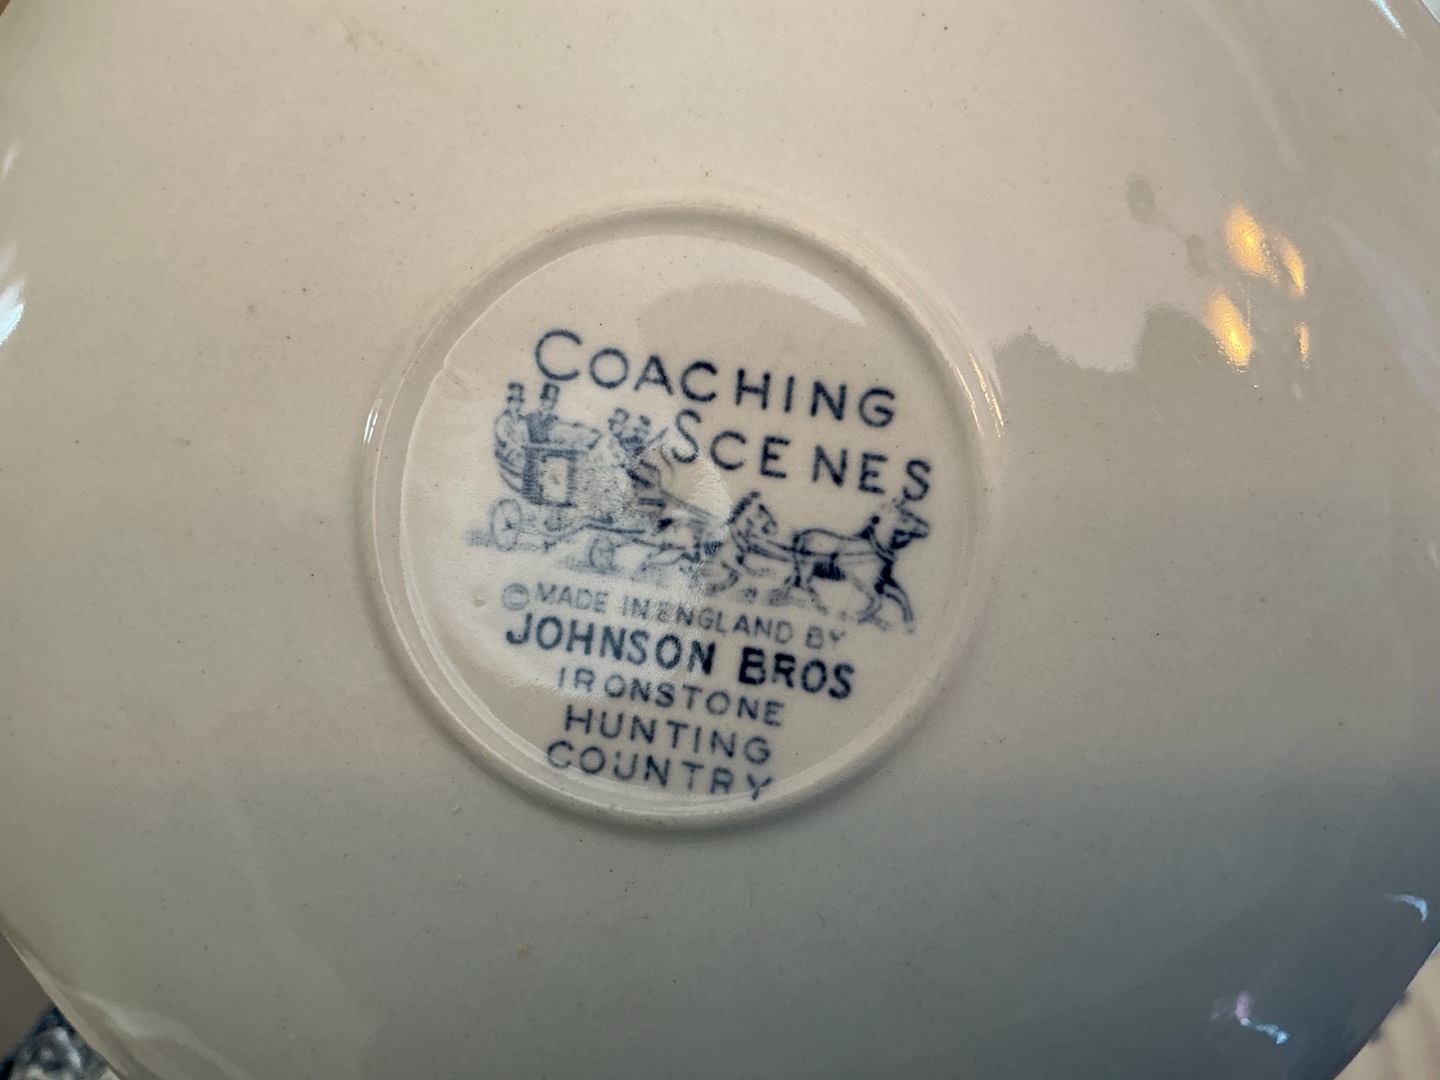 COACHING
SCENES
© MADE IN ENGLAND BY
JOHNSON BROS
IRONSTONE
HUNTING
COUNTRY